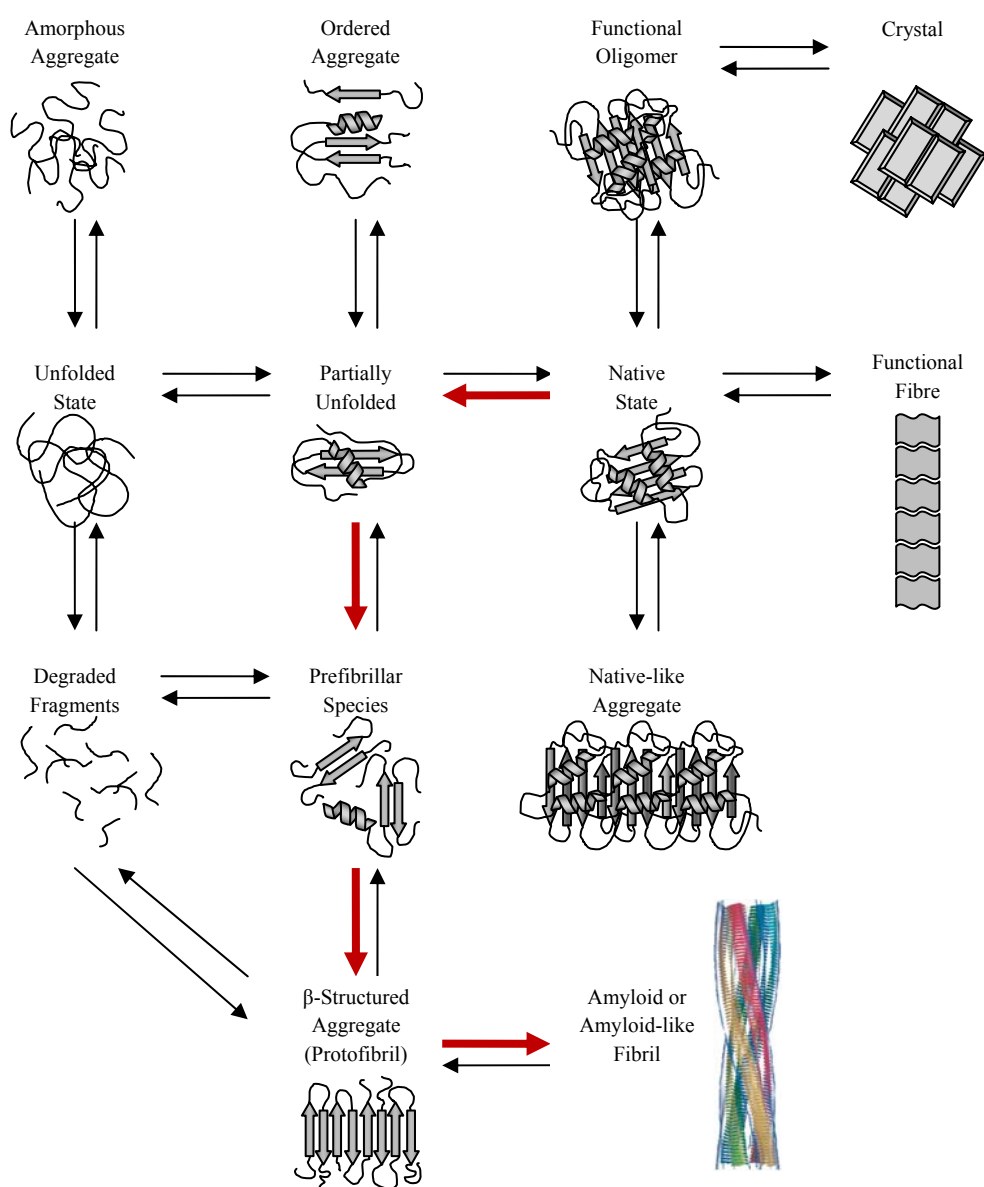 Amorphous
Aggregate
Ordered
Aggregate
Functional
Oligomer
Crystal
Unfolded
State
Partially
Unfolded
Native
State
Functional
Fibre
Degraded
Fragments
Prefibrillar
Species
Native-like
Aggregate
β-Structured
Aggregate
(Protofibril)
Amyloid or
Amyloid-like
Fibril